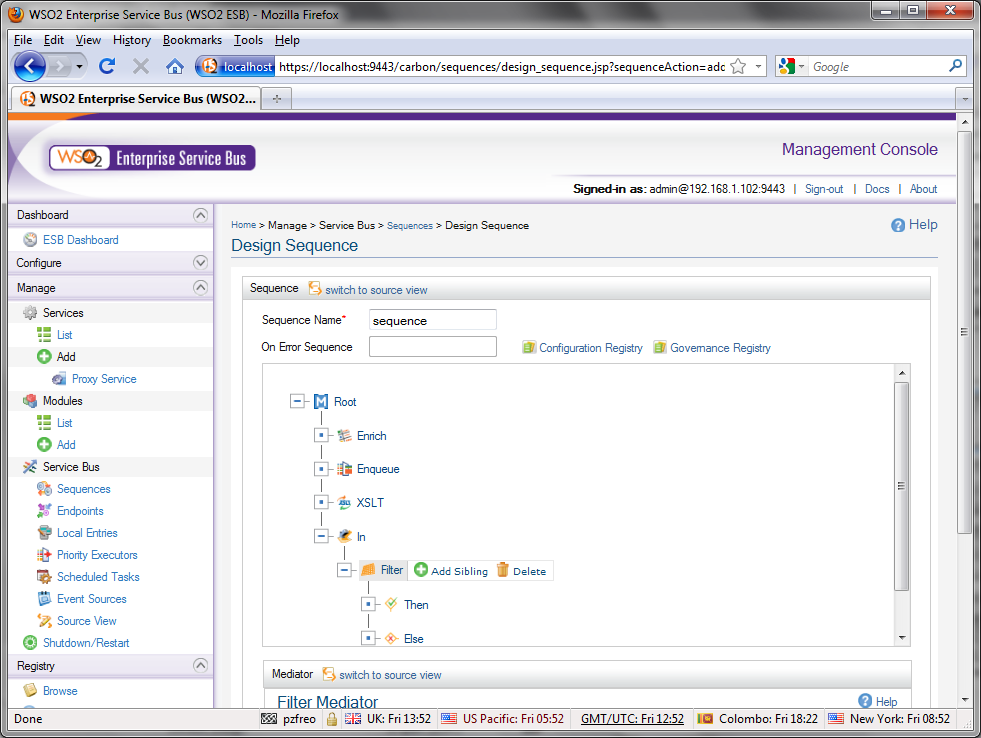 WSO2 Enterprise Service Bus (WSO2 ESB) - Mozilla Firefox
File Edit View History Bookmarks Tools Help
localhost https://localhost:9443/carbon/sequences/design_sequence.jsp?sequenceAction=adc Google
WSO2 Enterprise Service Bus (WSO2...
WSO2 Enterprise Service Bus
Management Console
Signed-in as: admin@192.168.1.102:9443 | Sign-out | Docs | About
Dashboard
ESB Dashboard
Configure
Manage
Services
List
Add
Proxy Service
Modules
List
Add
Service Bus
Sequences
Endpoints
Local Entries
Priority Executors
Scheduled Tasks
Event Sources
Source View
Shutdown/Restart
Registry
Browse
Home > Manage > Service Bus > Sequences > Design Sequence
Help
Design Sequence
Sequence switch to source view
Sequence Name* sequence
On Error Sequence Configuration Registry Governance Registry
Root
Enrich
Enqueue
XSLT
In
Filter Add Sibling Delete
Then
Else
Mediator switch to source view
Filter Mediator Help
Done pzfreo UK: Fri 13:52 US Pacific: Fri 05:52 GMT/UTC: Fri 12:52 Colombo: Fri 18:22 New York: Fri 08:52